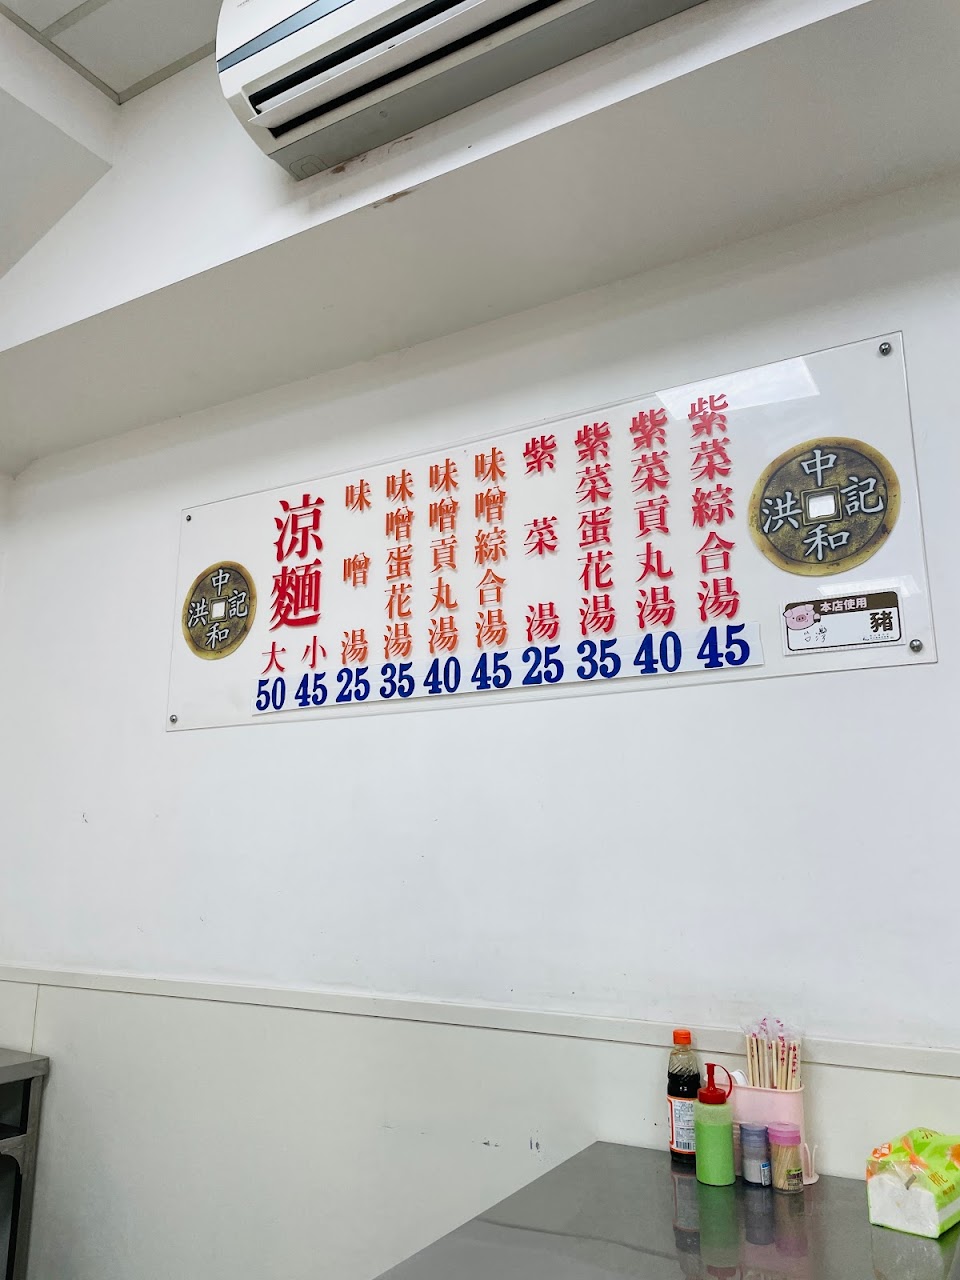 紫菜綜合湯 45
紫菜貢丸湯 40
紫菜蛋花湯 35
紫菜湯 25
味噌綜合湯 45
味噌貢丸湯 40
味噌蛋花湯 35
味噌湯 25
涼麵
小 45
大 50
中和洪記
中和洪記
本店使用
台灣
豬